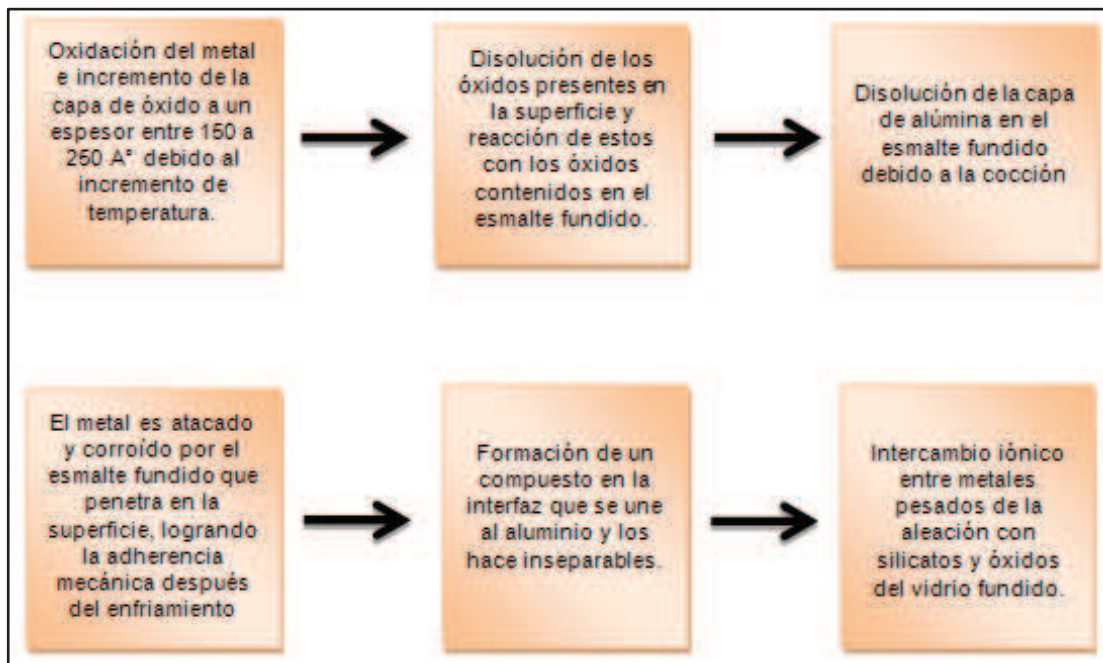 Oxidación del metal
e incremento de la
capa de óxido a un
espesor entre 150 a
250 A° debido al
incremento de
temperatura.
Disolución de los
óxidos presentes en
la superficie y
reacción de estos
con los óxidos
contenidos en el
esmalte fundido.
Disolución de la capa
de alúmina en el
esmalte fundido
debido a la cocción
El metal es atacado
y corroído por el
esmalte fundido que
penetra en la
superficie, logrando
la adherencia
mecánica después
del enfriamiento
Formación de un
compuesto en la
interfaz que se une
al aluminio y los
hace inseparables.
Intercambio iónico
entre metales
pesados de la
aleación con
silicatos y óxidos
del vidrio fundido.